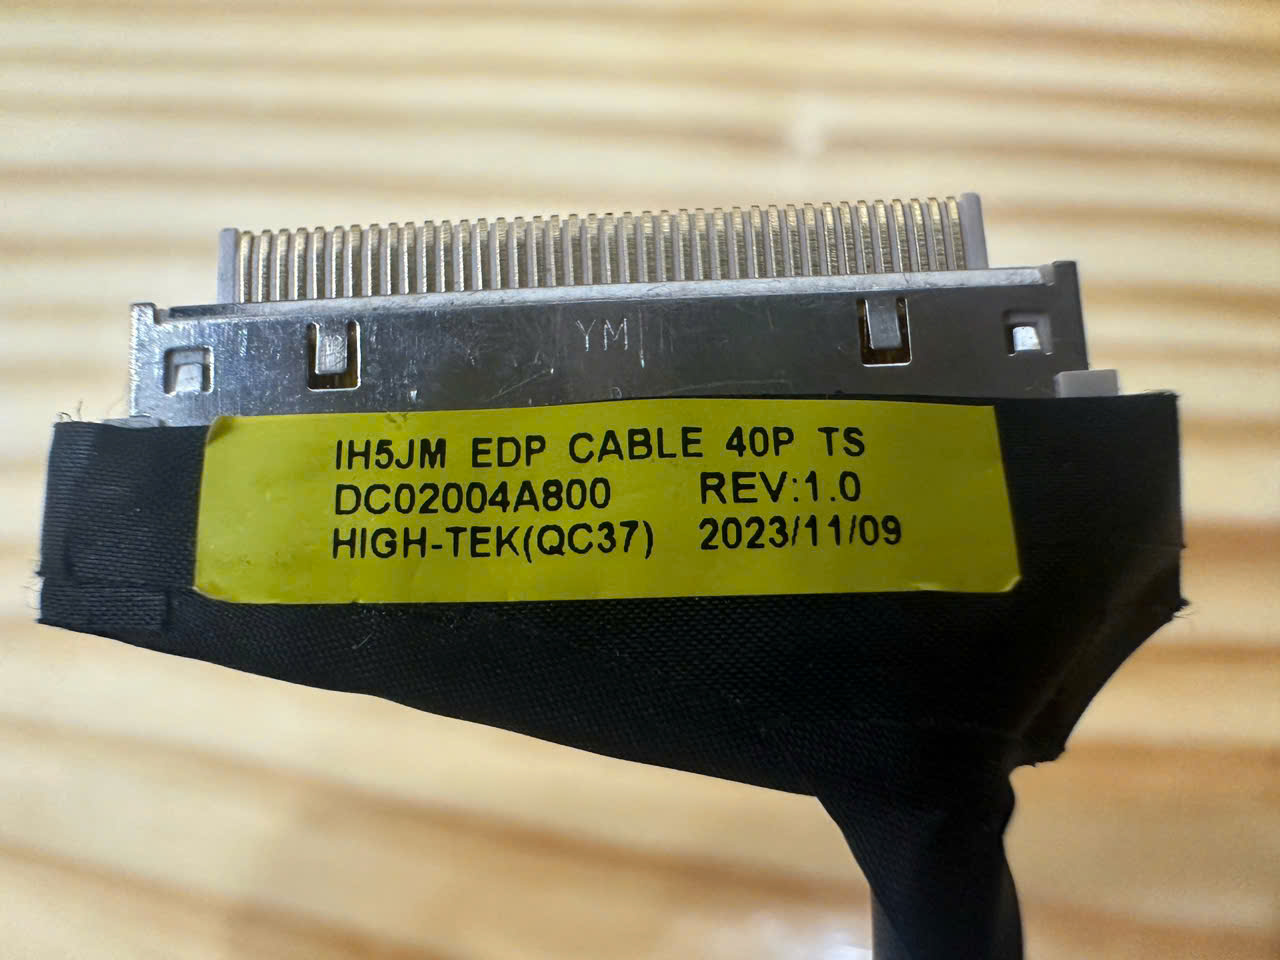 YM
IH5JM EDP CABLE 40P TS
DC02004A800 REV:1.0
HIGH-TEK(QC37) 2023/11/09